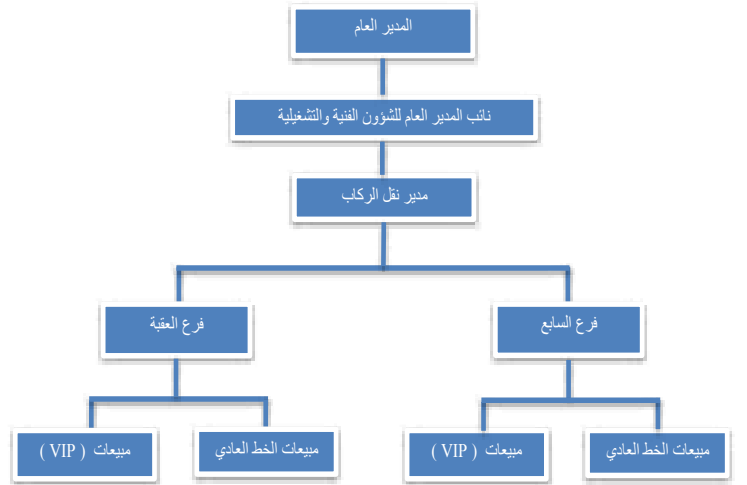 المدير العام
نائب المدير العام للشؤون الفنية والتشغيلية
مدير نقل الركاب
فرع السابع
فرع العقبة
مبيعات الخط العادي
مبيعات ( VIP )
مبيعات الخط العادي
مبيعات ( VIP )